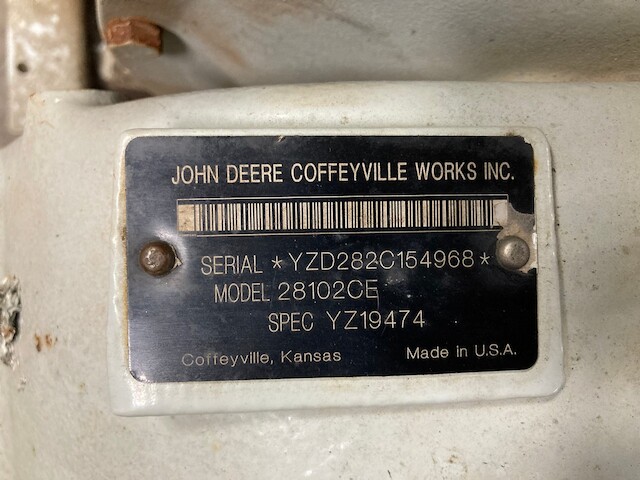 JOHN DEERE COFFEYVILLE WORKS INC.
SERIAL *YZD282C154968*
MODEL 28102CE
SPEC YZ19474
Coffeyville, Kansas Made in U.S.A.